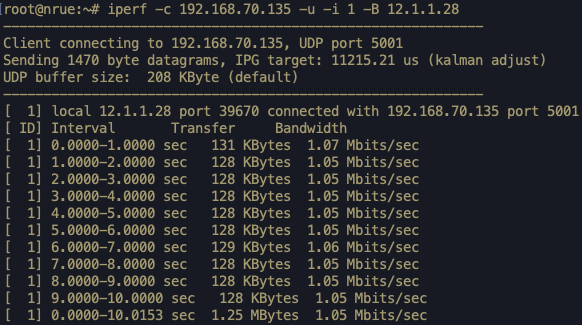 [root@nrue:~# iperf -c 192.168.70.135 -u -i 1 -B 12.1.1.28
------------------------------------------------------------
Client connecting to 192.168.70.135, UDP port 5001
Sending 1470 byte datagrams, IPG target: 11215.21 us (kalman adjust)
UDP buffer size:  208 KByte (default)
------------------------------------------------------------
[  1] local 12.1.1.28 port 39670 connected with 192.168.70.135 port 5001
[ ID] Interval       Transfer     Bandwidth
[  1] 0.0000-1.0000 sec   131 KBytes  1.07 Mbits/sec
[  1] 1.0000-2.0000 sec   128 KBytes  1.05 Mbits/sec
[  1] 2.0000-3.0000 sec   128 KBytes  1.05 Mbits/sec
[  1] 3.0000-4.0000 sec   128 KBytes  1.05 Mbits/sec
[  1] 4.0000-5.0000 sec   128 KBytes  1.05 Mbits/sec
[  1] 5.0000-6.0000 sec   128 KBytes  1.05 Mbits/sec
[  1] 6.0000-7.0000 sec   129 KBytes  1.06 Mbits/sec
[  1] 7.0000-8.0000 sec   128 KBytes  1.05 Mbits/sec
[  1] 8.0000-9.0000 sec   128 KBytes  1.05 Mbits/sec
[  1] 9.0000-10.0000 sec   128 KBytes  1.05 Mbits/sec
[  1] 0.0000-10.0153 sec  1.25 MBytes  1.05 Mbits/sec